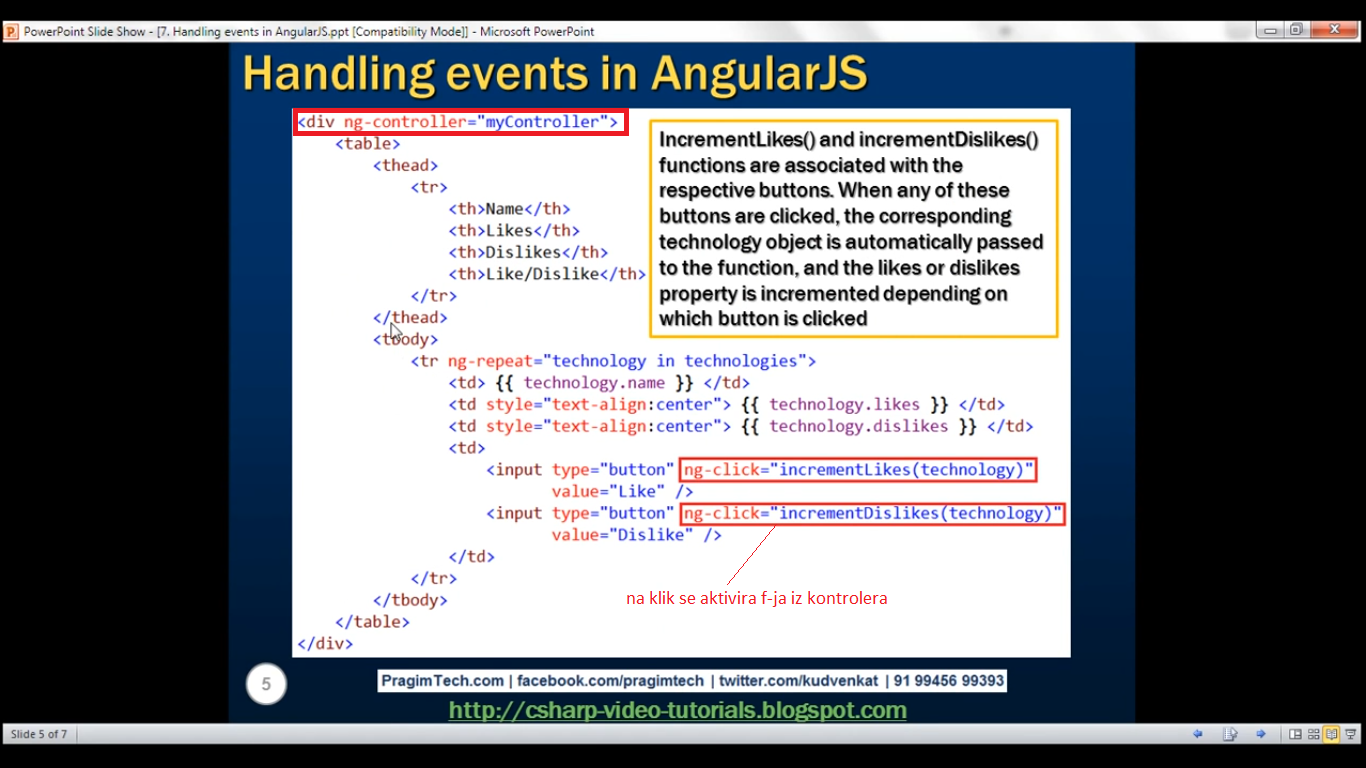 PowerPoint Slide Show - [7. Handling events in AngularJS.ppt [Compatibility Mode]] - Microsoft PowerPoint
Handling events in AngularJS
<div ng-controller="myController">
<table>
<thead>
<tr>
<th>Name</th>
<th>Likes</th>
<th>Dislikes</th>
<th>Like/Dislike</th>
</tr>
</thead>
<tbody>
<tr ng-repeat="technology in technologies">
<td> {{ technology.name }} </td>
<td style="text-align:center"> {{ technology.likes }} </td>
<td style="text-align:center"> {{ technology.dislikes }} </td>
<td>
<input type="button" ng-click="incrementLikes(technology)"
value="Like" />
<input type="button" ng-click="incrementDislikes(technology)"
value="Dislike" />
</td>
</tr>
</tbody>
</table>
</div>
IncrementLikes() and incrementDislikes()
functions are associated with the
respective buttons. When any of these
buttons are clicked, the corresponding
technology object is automatically passed
to the function, and the likes or dislikes
property is incremented depending on
which button is clicked
na klik se aktivira f-ja iz kontrolera
5
PragimTech.com | facebook.com/pragimtech | twitter.com/kudvenkat | 91 99456 99393
http://csharp-video-tutorials.blogspot.com
Slide 5 of 7